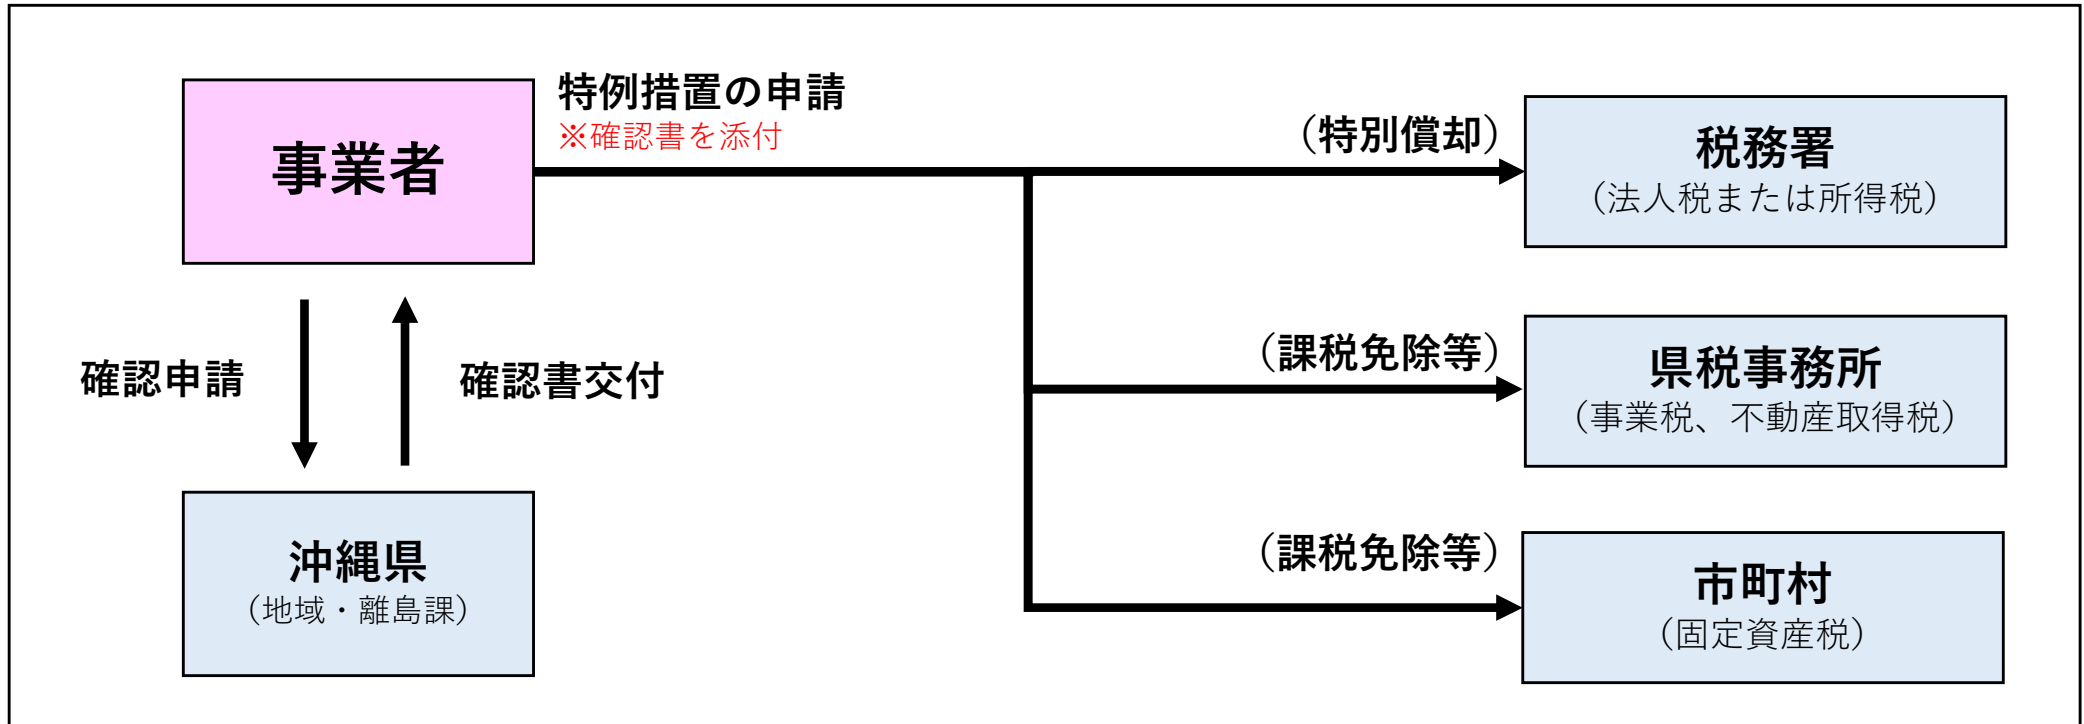 事業者
特例措置の申請
※確認書を添付
（特別償却）
税務署
（法人税または所得税）
確認申請
確認書交付
（課税免除等）
県税事務所
（事業税、不動産取得税）
沖縄県
（地域・離島課）
（課税免除等）
市町村
（固定資産税）